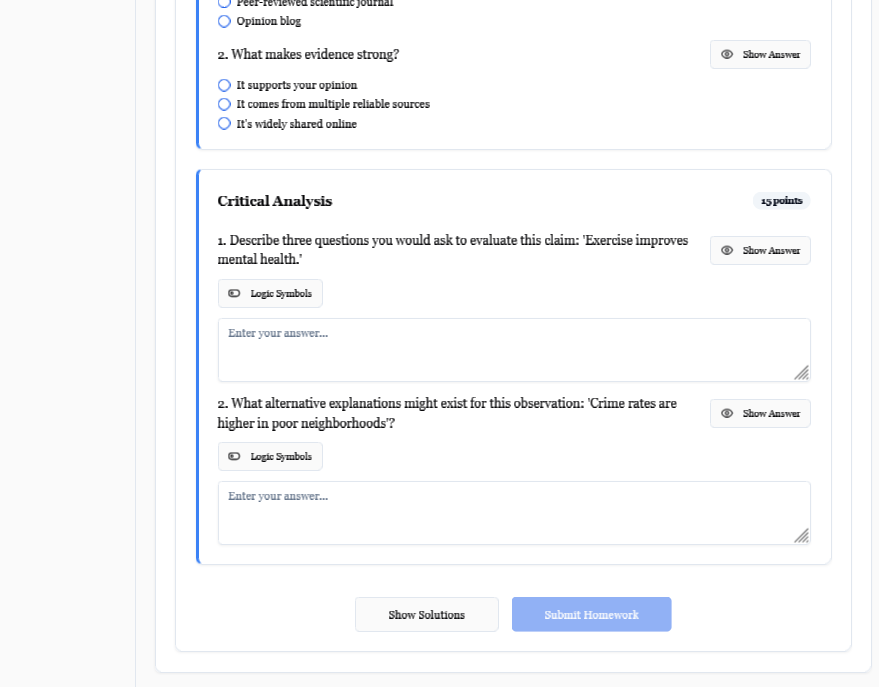 Peer-reviewed scientific journal
Opinion blog
2. What makes evidence strong?
Show Answer
It supports your opinion
It comes from multiple reliable sources
It's widely shared online
Critical Analysis
15 points
1. Describe three questions you would ask to evaluate this claim: 'Exercise improves
mental health.'
Show Answer
Logic Symbols
Enter your answer...
2. What alternative explanations might exist for this observation: 'Crime rates are
higher in poor neighborhoods'?
Show Answer
Logic Symbols
Enter your answer...
Show Solutions
Submit Homework